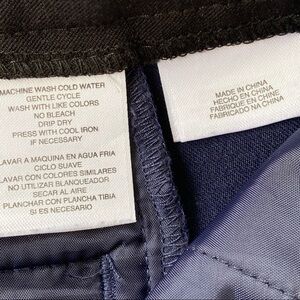 MACHINE WASH COLD WATER
GENTLE CYCLE
WASH WITH LIKE COLORS
NO BLEACH
DRIP DRY
PRESS WITH COOL IRON
IF NECESSARY
LAVAR A MAQUINA EN AGUA FRIA
CICLO SUAVE
LAVAR CON COLORES SIMILARES
NO UTILIZAR BLANQUEADOR
SECAR AL AIRE
PLANCHAR CON PLANCHA TIBIA
SI ES NECESARIO
MADE IN CHINA
HECHO EN CHINA
FABRIQUE EN CHINE
FABRICADO NA CHINA